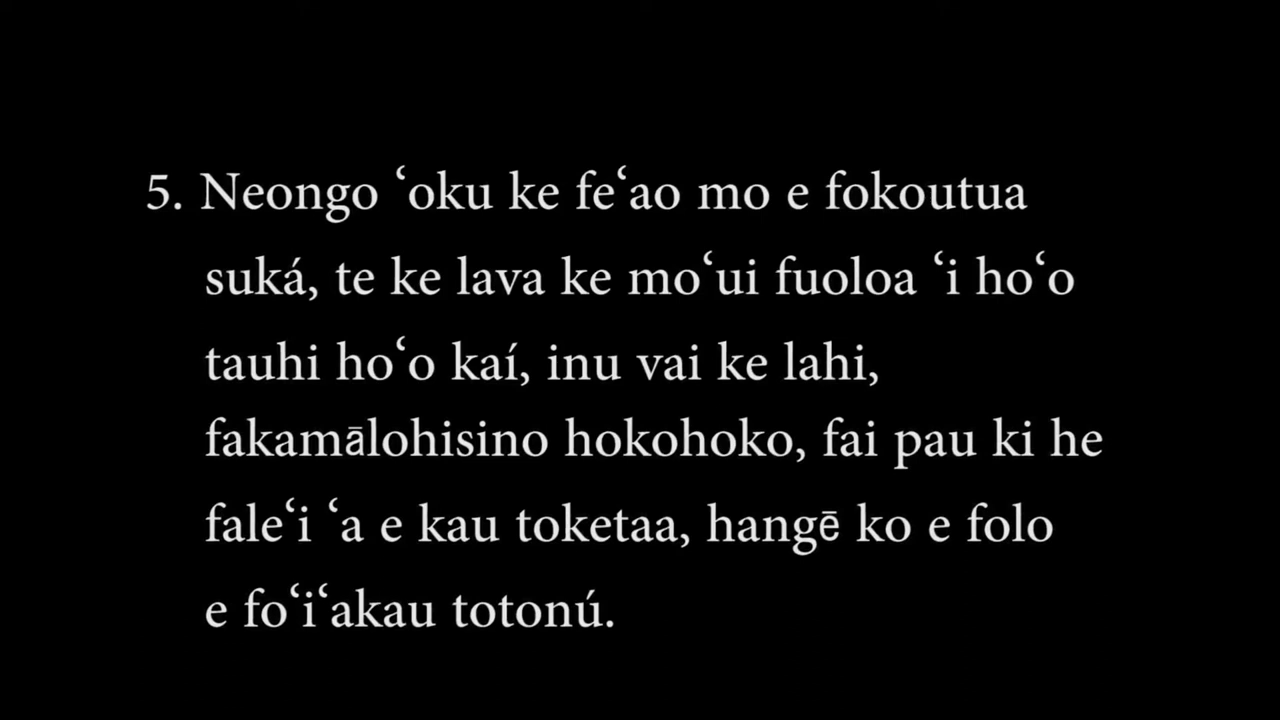 5. Neongo ʻoku ke feʻao mo e fokoutua
suká, te ke lava ke moʻui fuoloa ʻi hoʻo
tauhi hoʻo kaí, inu vai ke lahi,
fakamālohisino hokohoko, fai pau ki he
faleʻi ʻa e kau toketaa, hangē ko e folo
e foʻiʻakau totonú.